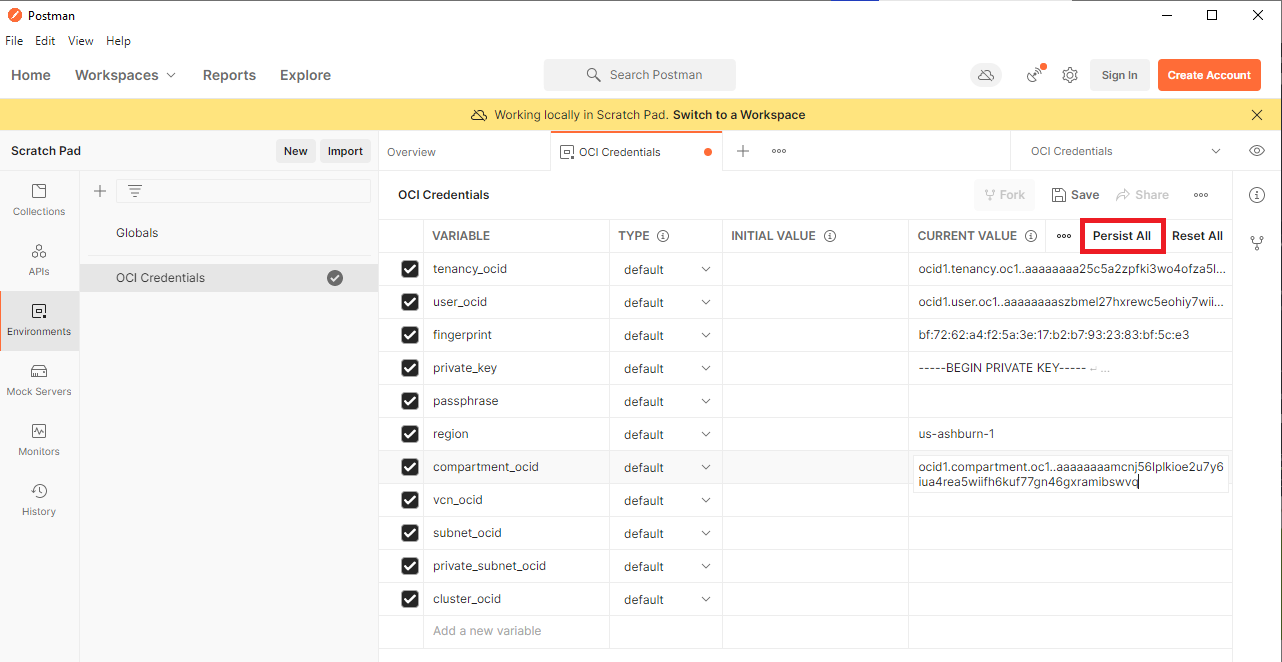 Postman
File Edit View Help
Home Workspaces Reports Explore Search Postman Sign In Create Account
Working locally in Scratch Pad. Switch to a Workspace
Scratch Pad New Import Overview OCI Credentials OCI Credentials
Collections
APIs
Environments
Mock Servers
Monitors
History
Globals
OCI Credentials
OCI Credentials Fork Save Share
VARIABLE TYPE INITIAL VALUE CURRENT VALUE Persist All Reset All
tenancy_ocid default ocid1.tenancy.oc1..aaaaaaaa25c5a2zpfki3wo4ofza5l...
user_ocid default ocid1.user.oc1..aaaaaaaaszbmel27hxrewc5eohiy7wii...
fingerprint default bf:72:62:a4:f2:5a:3e:17:b2:b7:93:23:83:bf:5c:e3
private_key default -----BEGIN PRIVATE KEY----- ↵ ...
passphrase default
region default us-ashburn-1
compartment_ocid default ocid1.compartment.oc1..aaaaaaaamcnj56lplkioe2u7y6
iua4rea5wiifh6kuf77gn46gxramibswvq
vcn_ocid default
subnet_ocid default
private_subnet_ocid default
cluster_ocid default
Add a new variable